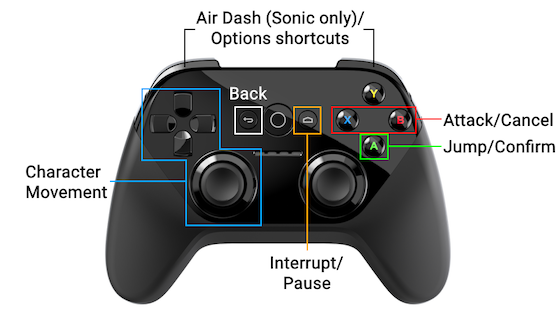 Air Dash (Sonic only)/
Options shortcuts
Back
Y
X
B
A
Attack/Cancel
Jump/Confirm
Character
Movement
Interrupt/
Pause